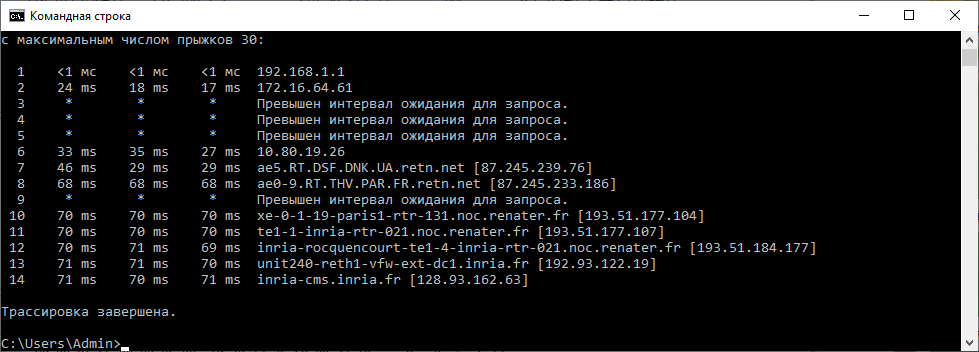 Командная строка
с максимальным числом прыжков 30:
1 <1 мс <1 мс <1 мс 192.168.1.1
2 24 ms 18 ms 17 ms 172.16.64.61
3 * * * Превышен интервал ожидания для запроса.
4 * * * Превышен интервал ожидания для запроса.
5 * * * Превышен интервал ожидания для запроса.
6 33 ms 35 ms 27 ms 10.80.19.26
7 46 ms 29 ms 29 ms ae5.RT.DSF.DNK.UA.retn.net [87.245.239.76]
8 68 ms 68 ms 68 ms ae0-9.RT.THV.PAR.FR.retn.net [87.245.233.186]
9 * * * Превышен интервал ожидания для запроса.
10 70 ms 70 ms 70 ms xe-0-1-19-paris1-rtr-131.noc.renater.fr [193.51.177.104]
11 70 ms 70 ms 70 ms te1-1-inria-rtr-021.noc.renater.fr [193.51.177.107]
12 70 ms 71 ms 69 ms inria-rocquencourt-te1-4-inria-rtr-021.noc.renater.fr [193.51.184.177]
13 71 ms 71 ms 70 ms unit240-reth1-vfw-ext-dc1.inria.fr [192.93.122.19]
14 71 ms 70 ms 71 ms inria-cms.inria.fr [128.93.162.63]
Трассировка завершена.
C:\Users\Admin>